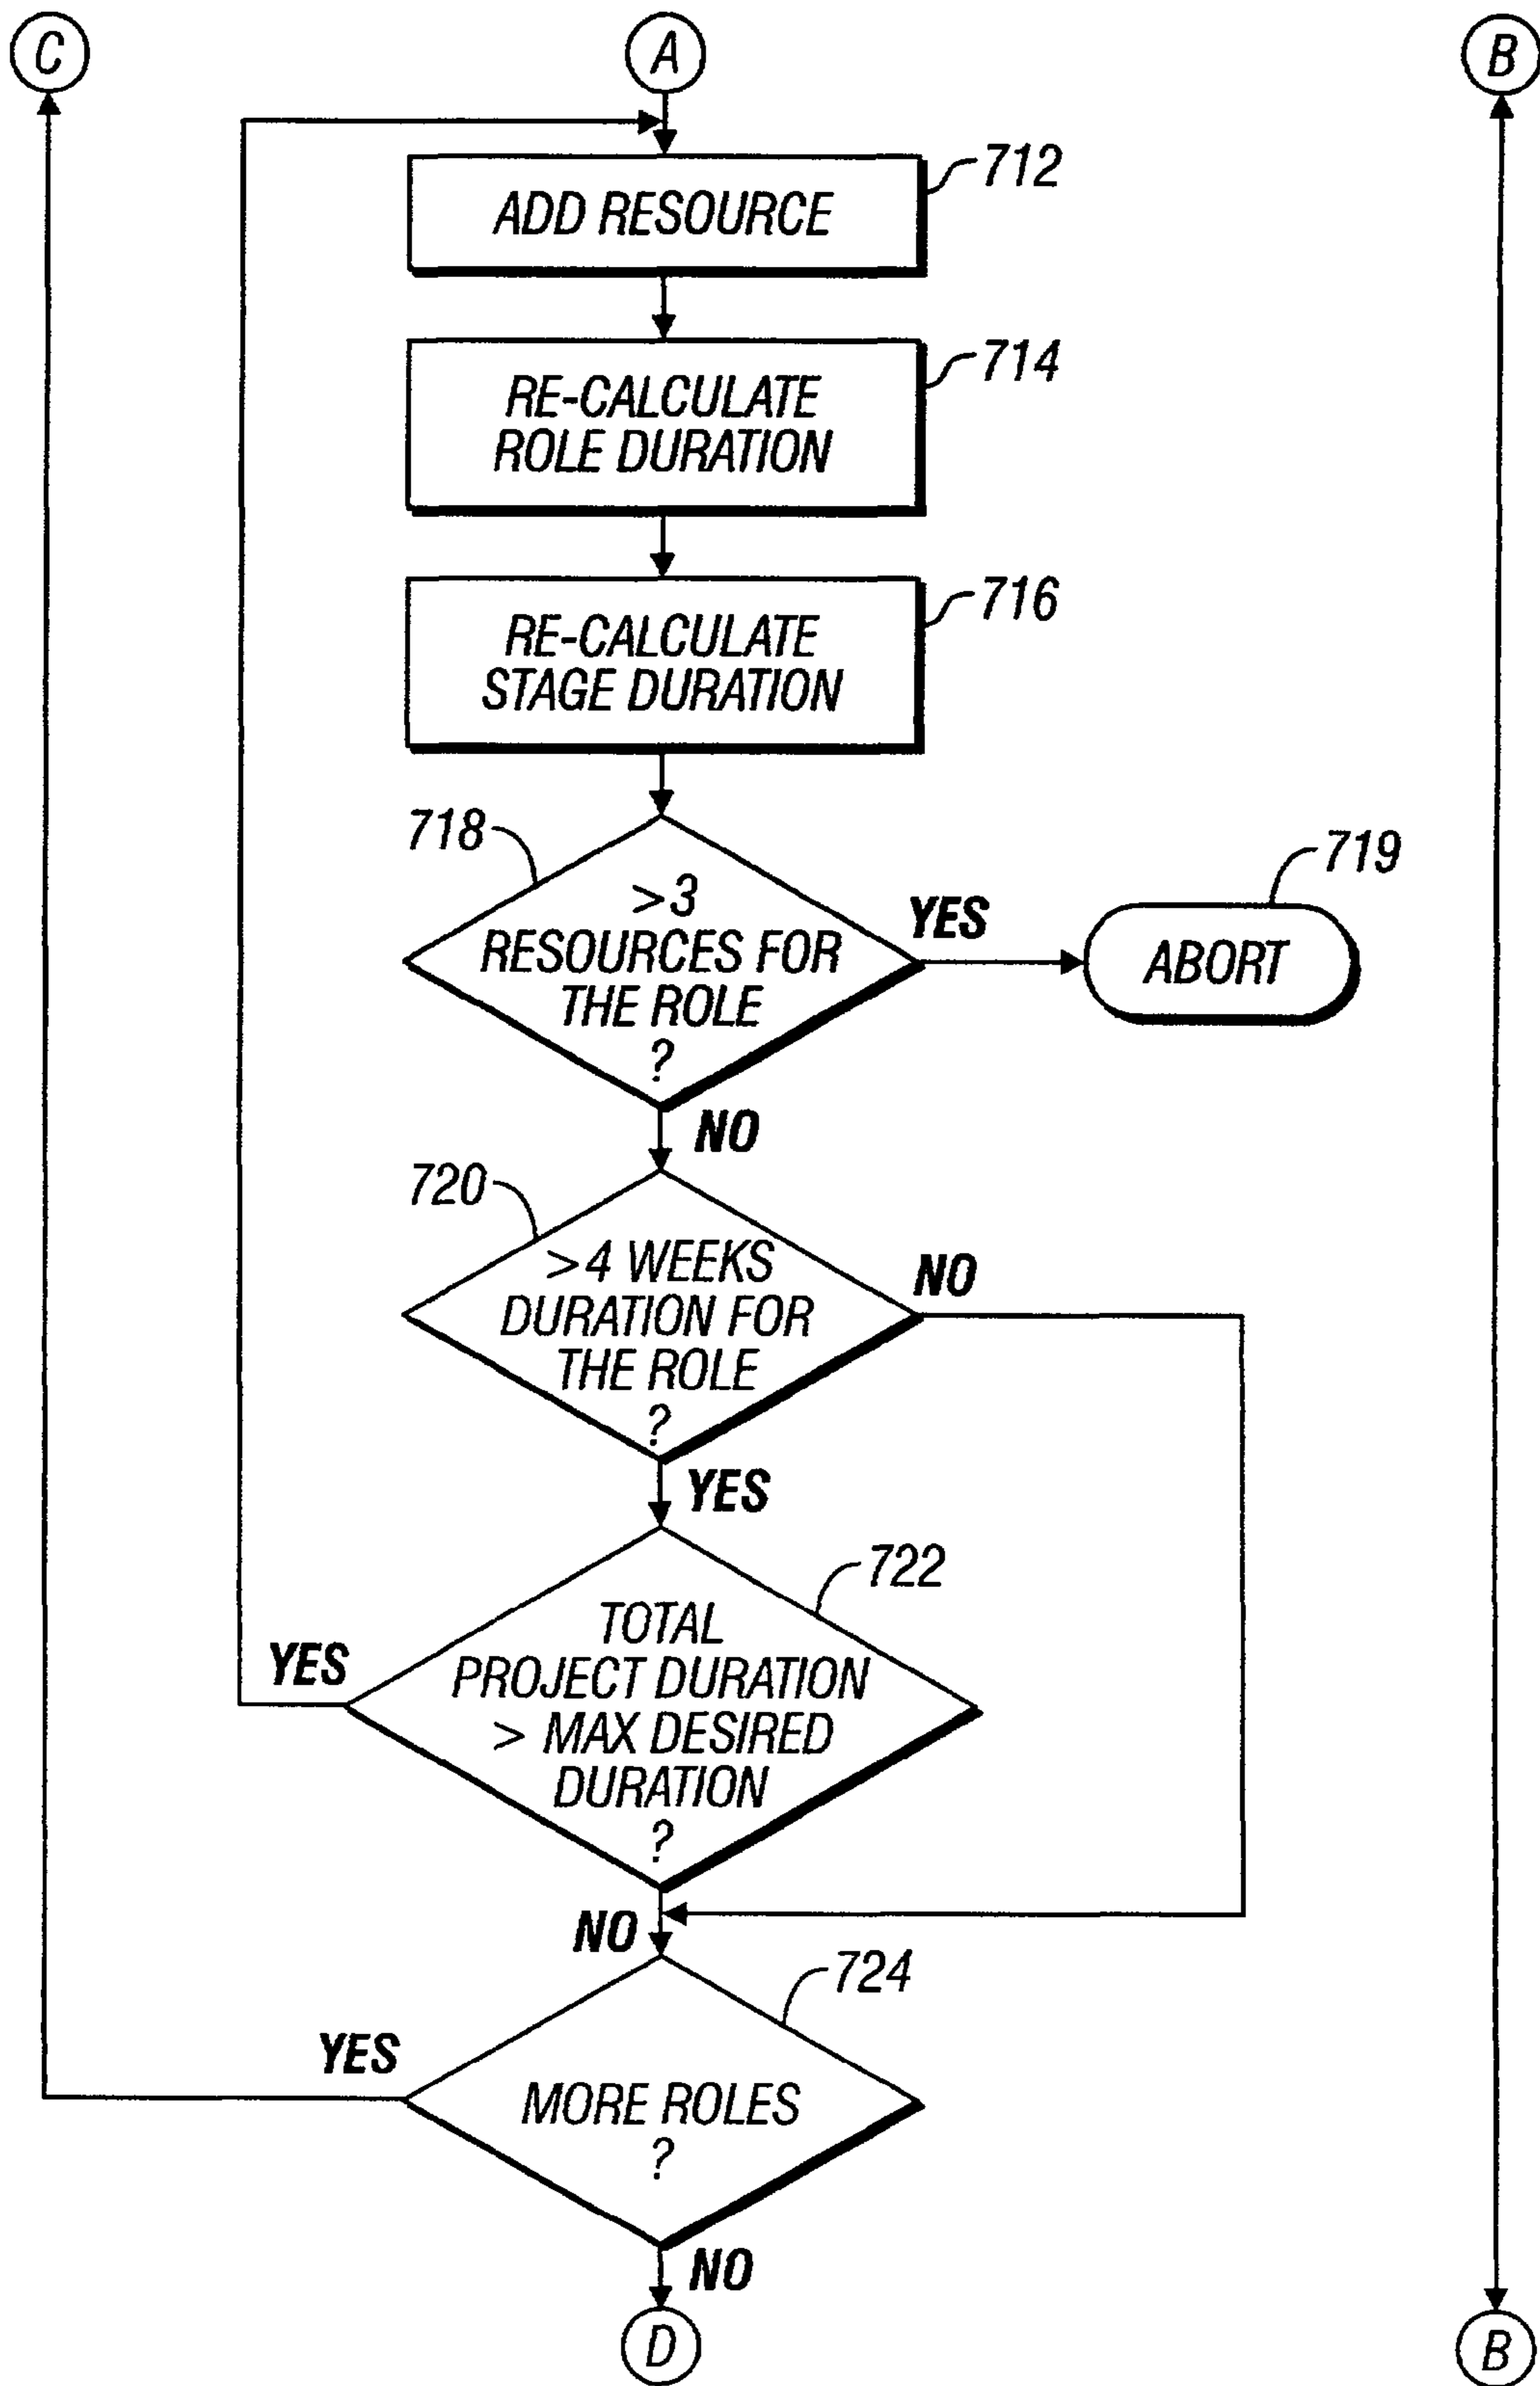 C
A
B
712
ADD RESOURCE
714
RE-CALCULATE
ROLE DURATION
716
RE-CALCULATE
STAGE DURATION
718
>3
RESOURCES FOR
THE ROLE
?
YES
719
ABORT
NO
720
>4 WEEKS
DURATION FOR
THE ROLE
?
NO
YES
722
TOTAL
PROJECT DURATION
> MAX DESIRED
DURATION
?
YES
NO
724
MORE ROLES
?
YES
NO
D
B